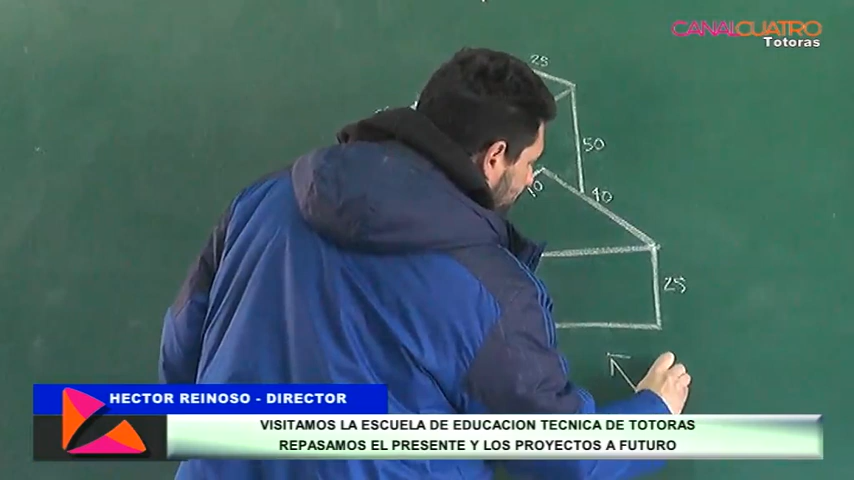 CANALCUATRO
Totoras
25
50
40
25
HECTOR REINOSO - DIRECTOR
VISITAMOS LA ESCUELA DE EDUCACION TECNICA DE TOTORAS
REPASAMOS EL PRESENTE Y LOS PROYECTOS A FUTURO